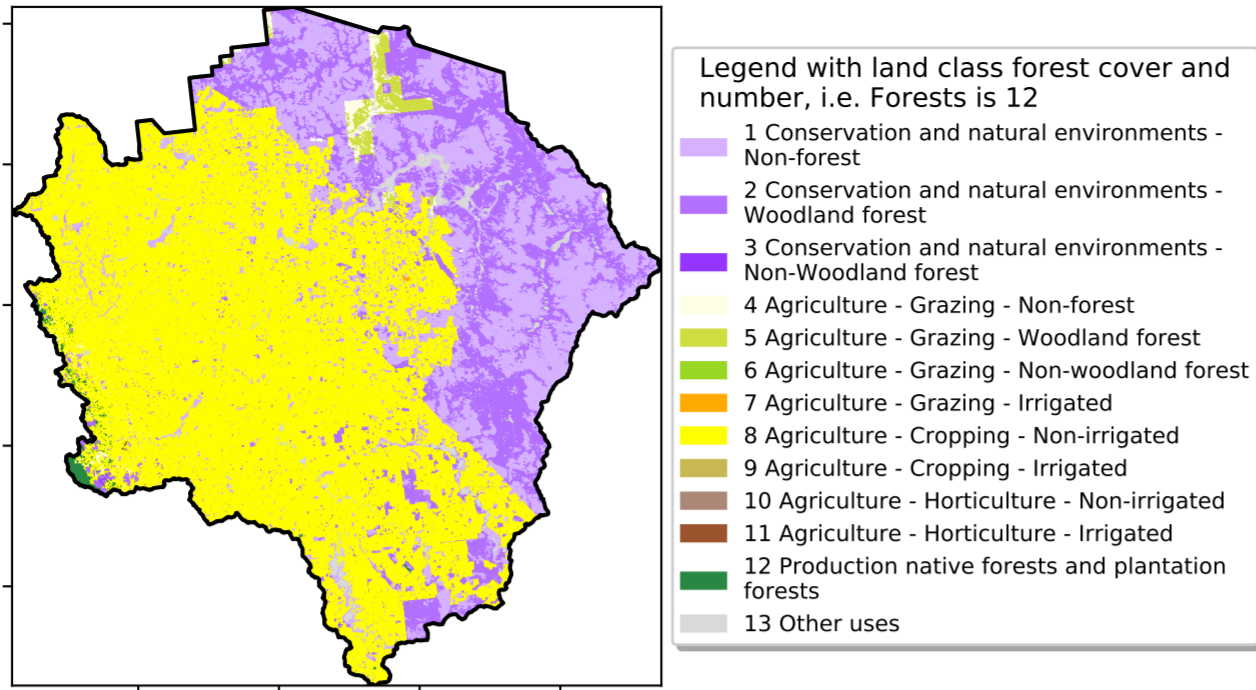 Legend with land class forest cover and
number, i.e. Forests is 12
1 Conservation and natural environments -
Non-forest
2 Conservation and natural environments -
Woodland forest
3 Conservation and natural environments -
Non-Woodland forest
4 Agriculture - Grazing - Non-forest
5 Agriculture - Grazing - Woodland forest
6 Agriculture - Grazing - Non-woodland forest
7 Agriculture - Grazing - Irrigated
8 Agriculture - Cropping - Non-irrigated
9 Agriculture - Cropping - Irrigated
10 Agriculture - Horticulture - Non-irrigated
11 Agriculture - Horticulture - Irrigated
12 Production native forests and plantation
forests
13 Other uses